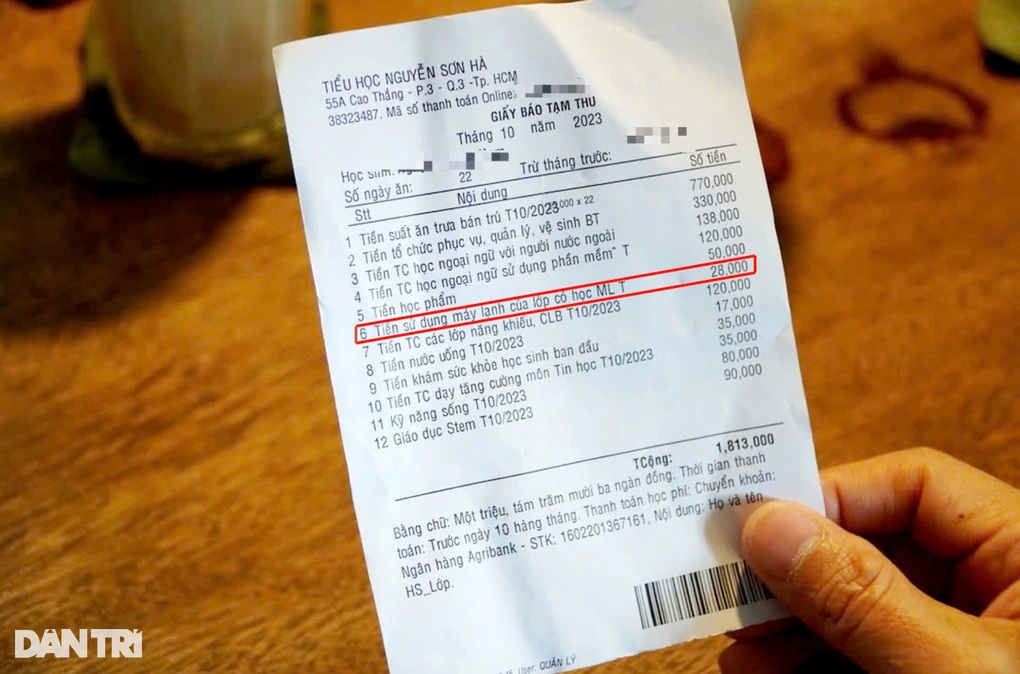 TIỂU HỌC NGUYỄN SƠN HÀ
55A Cao Thắng - P.3 - Q.3 -Tp. HCM
38323487. Mã số thanh toán Online:
GIẤY BÁO TẠM THU
Tháng 10 năm 2023
Học sinh:
Số ngày ăn: 22 Trừ tháng trước:
Stt Nội dung Số tiền
1 Tiền suất ăn trưa bán trú T10/2023 x 22 770,000
2 Tiền tổ chức phục vụ, quản lý, vệ sinh BT 330,000
3 Tiền TC học ngoại ngữ với người nước ngoài 138,000
4 Tiền TC học ngoại ngữ sử dụng phần mềm T 120,000
5 Tiền học phẩm 50,000
6 Tiền sử dụng máy lạnh của lớp có học ML T 28,000
7 Tiền TC các lớp năng khiếu, CLB T10/2023 120,000
8 Tiền nước uống T10/2023 17,000
9 Tiền khám sức khỏe học sinh ban đầu 35,000
10 Tiền TC dạy tăng cường môn Tin học T10/2023 35,000
11 Kỹ năng sống T10/2023 80,000
12 Giáo dục Stem T10/2023 90,000
TCộng: 1,813,000
Bằng chữ: Một triệu, tám trăm mười ba ngàn đồng. Thời gian thanh
toán: Trước ngày 10 hàng tháng. Thanh toán học phí: Chuyển khoản:
Ngân hàng Agribank - STK: 1602201367161, Nội dung: Họ và tên
HS_Lớp.
User: QUẢN LÝ
DÂN TRÍ